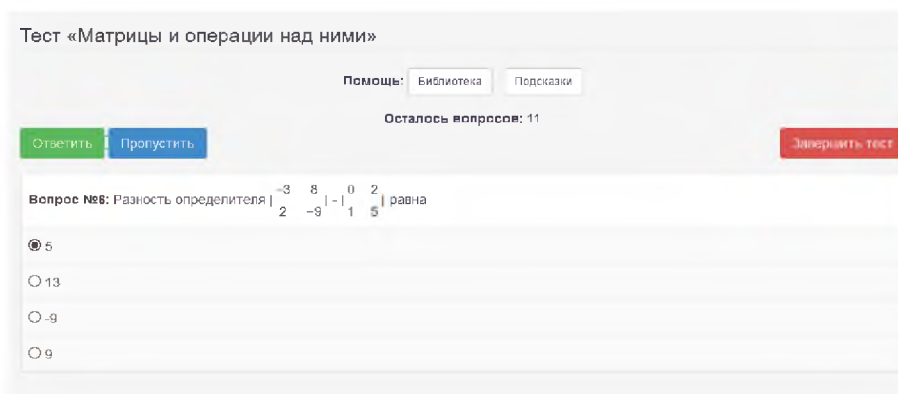 Тест «Матрицы и операции над ними»
Помощь: Библиотека Подсказки
Осталось вопросов: 11
Ответить Пропустить Завершить тест
Вопрос №6: Разность определителя | −3 8 | - | 0 2 | равна
2 −9 1 5
5
13
-9
9